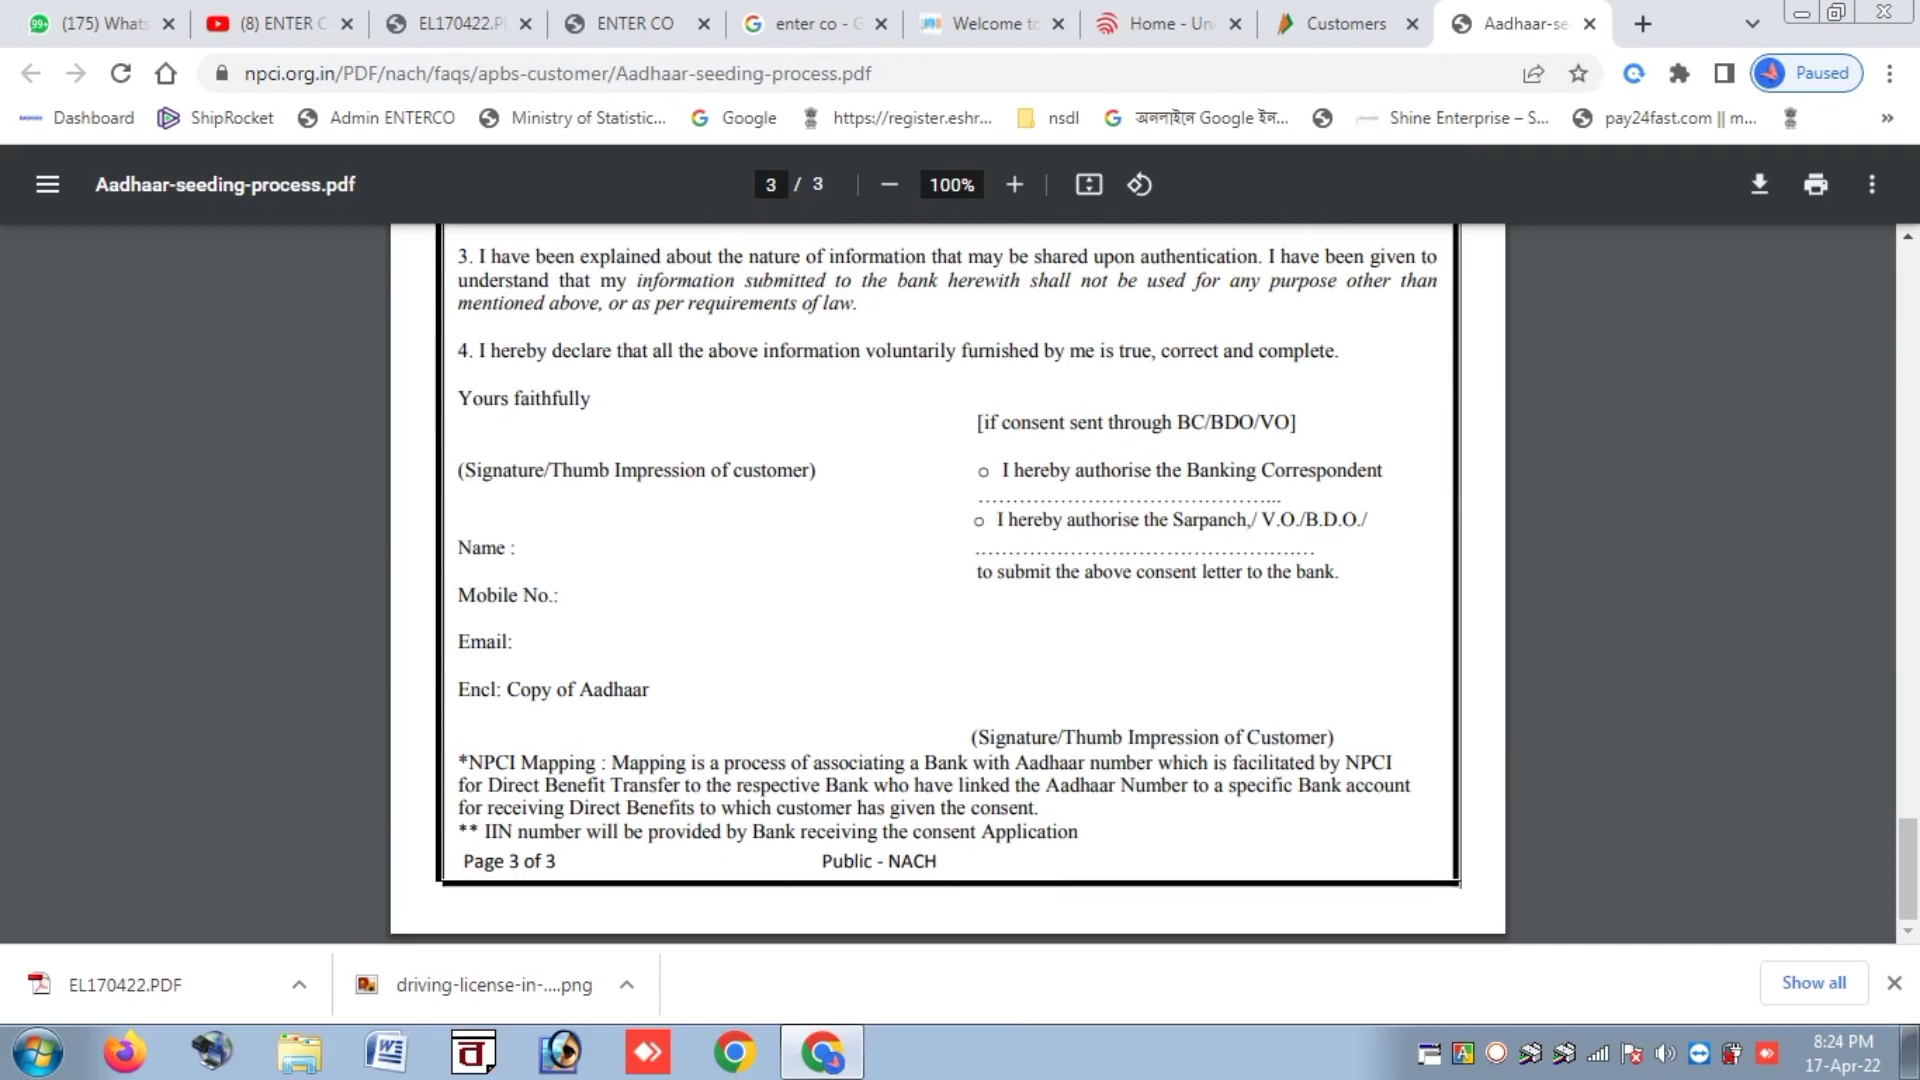 (175) Whats
(8) ENTER C
EL170422.P
ENTER CO
enter co - G
Welcome to
Home - Uni
Customers
Aadhaar-se
npci.org.in/PDF/nach/faqs/apbs-customer/Aadhaar-seeding-process.pdf
Paused
Dashboard
ShipRocket
Admin ENTERCO
Ministry of Statistic...
Google
https://register.eshr...
nsdl
অনলাইনে Google ইন...
Shine Enterprise – S...
pay24fast.com || m...
»
Aadhaar-seeding-process.pdf
3 / 3
100%
3. I have been explained about the nature of information that may be shared upon authentication. I have been given to
understand that my information submitted to the bank herewith shall not be used for any purpose other than
mentioned above, or as per requirements of law.
4. I hereby declare that all the above information voluntarily furnished by me is true, correct and complete.
Yours faithfully
[if consent sent through BC/BDO/VO]
(Signature/Thumb Impression of customer)
o I hereby authorise the Banking Correspondent
……………………………………...
o I hereby authorise the Sarpanch,/ V.O./B.D.O./
Name :
……………………………………………
to submit the above consent letter to the bank.
Mobile No.:
Email:
Encl: Copy of Aadhaar
(Signature/Thumb Impression of Customer)
*NPCI Mapping : Mapping is a process of associating a Bank with Aadhaar number which is facilitated by NPCI
for Direct Benefit Transfer to the respective Bank who have linked the Aadhaar Number to a specific Bank account
for receiving Direct Benefits to which customer has given the consent.
** IIN number will be provided by Bank receiving the consent Application
Page 3 of 3
Public - NACH
EL170422.PDF
driving-license-in-....png
Show all
8:24 PM
17-Apr-22